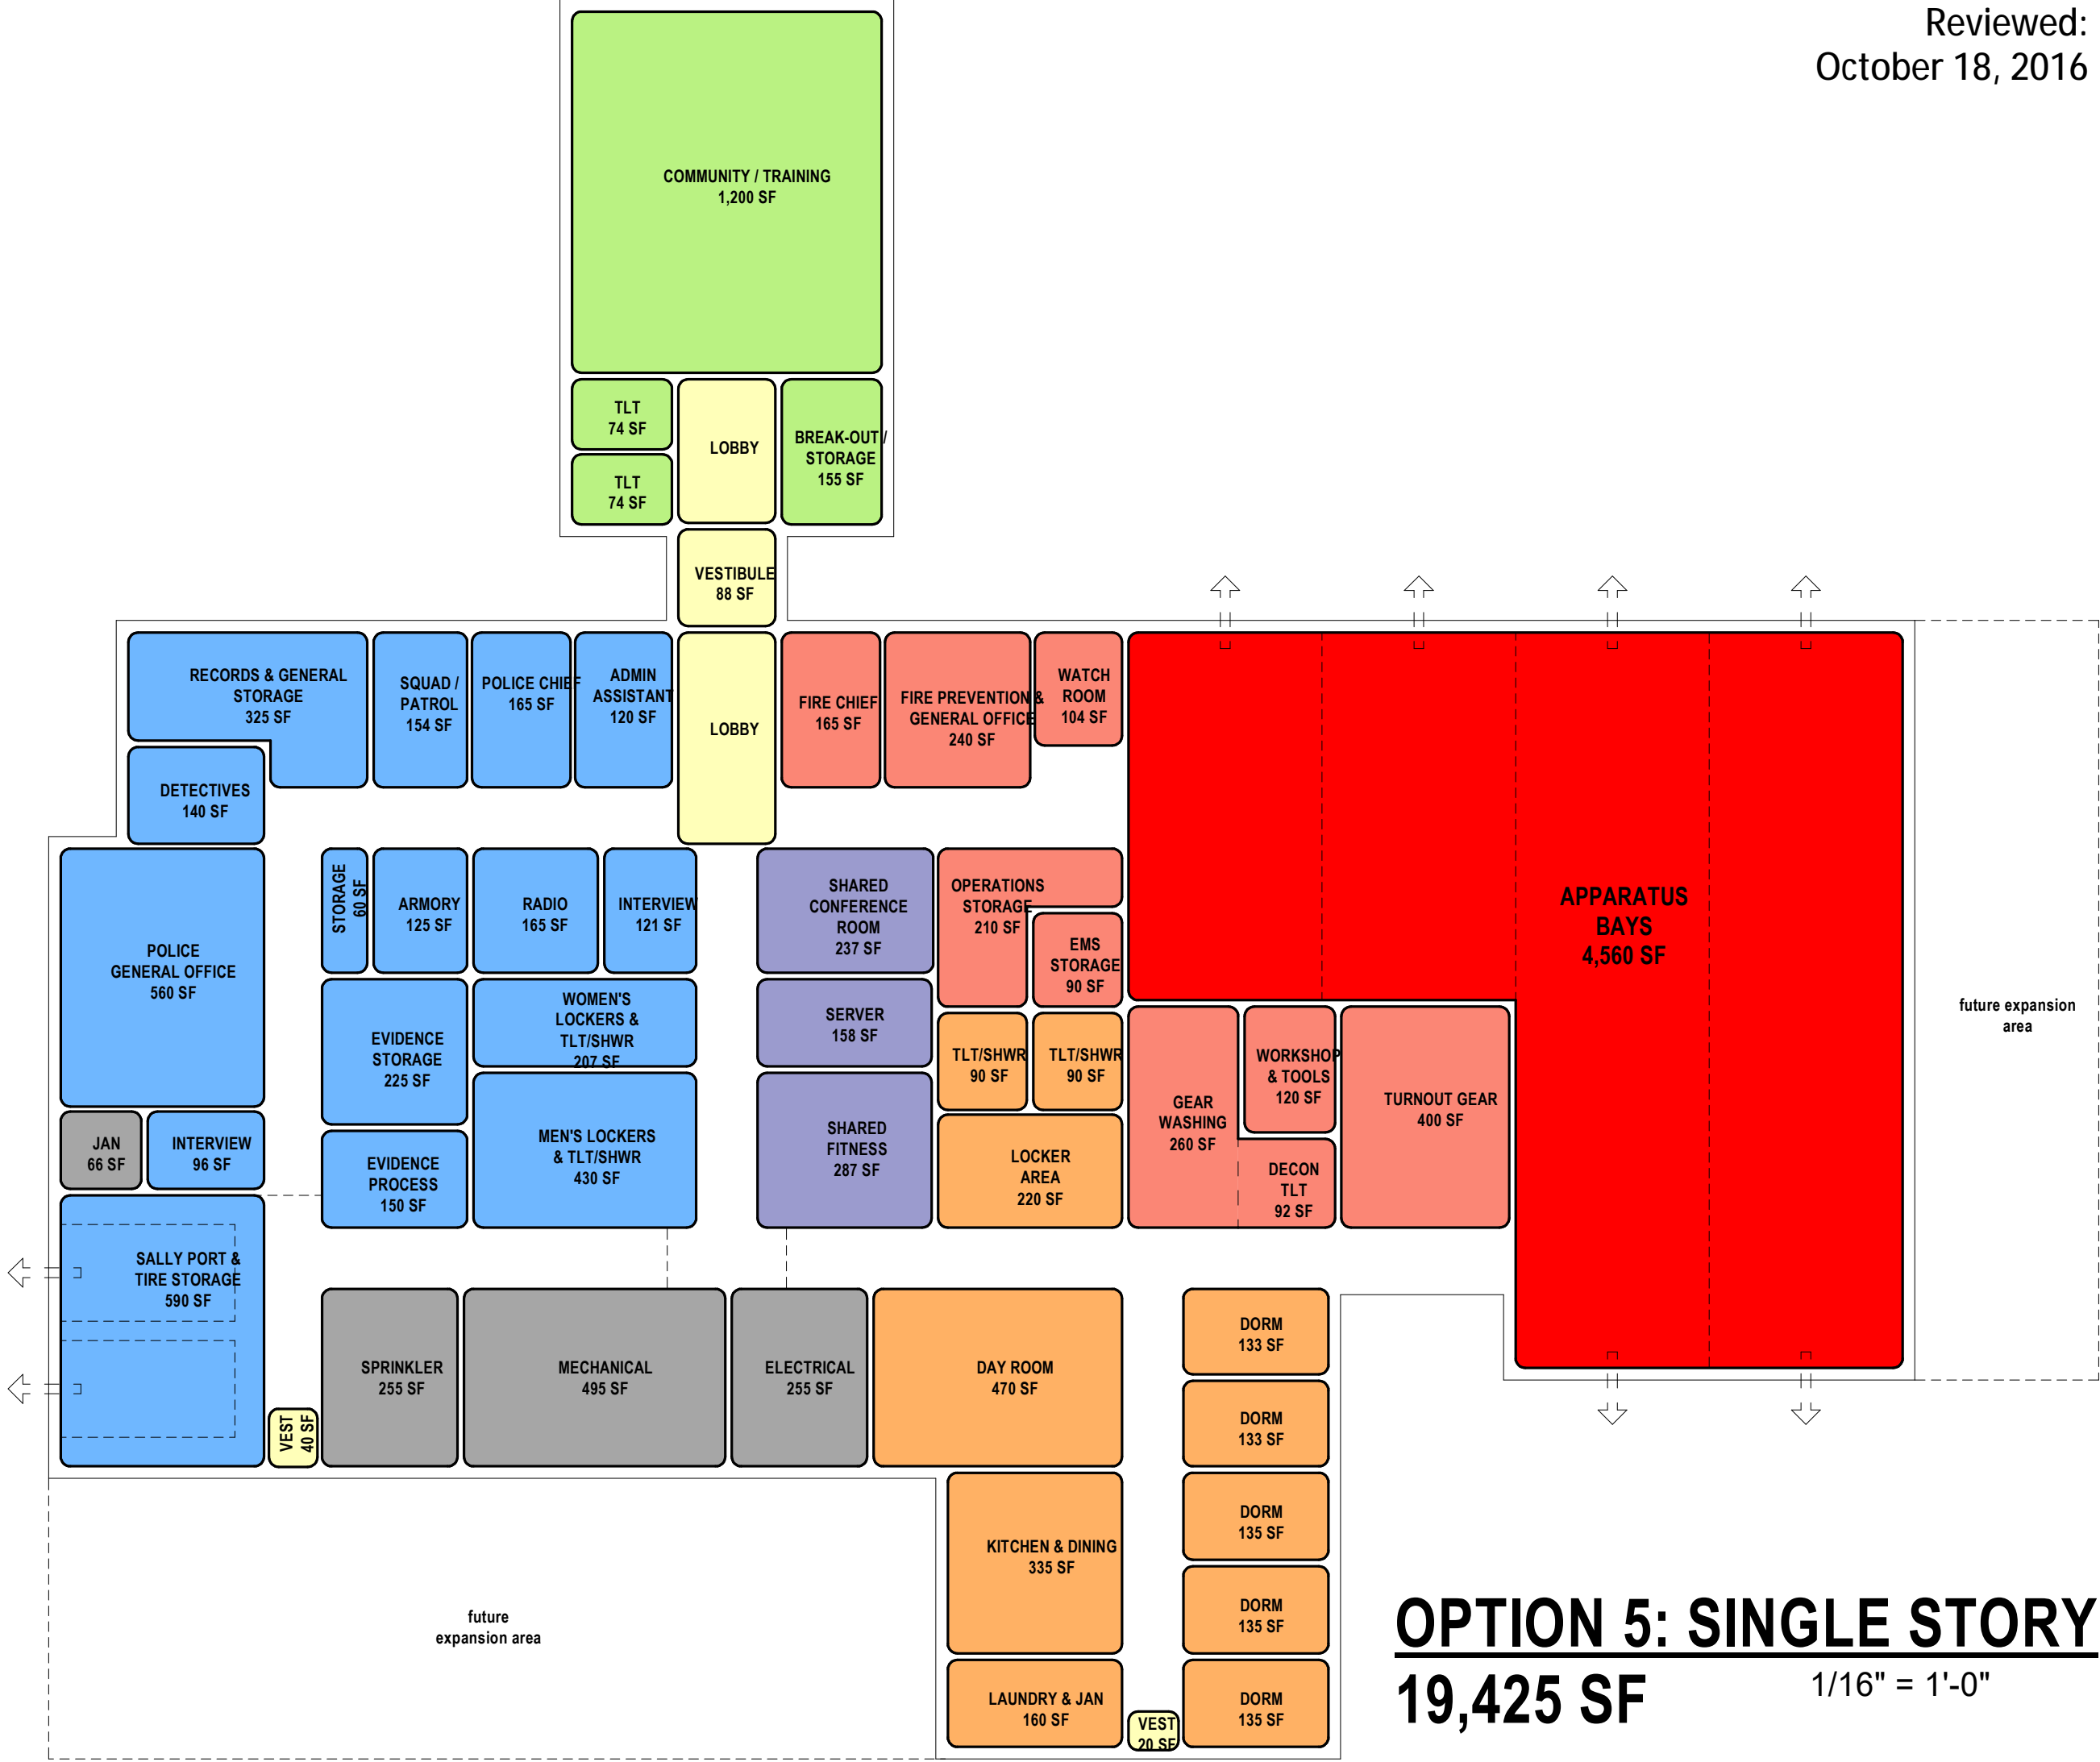 Reviewed:
October 18, 2016
COMMUNITY / TRAINING
1,200 SF
TLT
74 SF
LOBBY
BREAK-OUT /
STORAGE
155 SF
TLT
74 SF
VESTIBULE
88 SF
RECORDS & GENERAL
STORAGE
325 SF
SQUAD /
PATROL
154 SF
POLICE CHIEF
165 SF
ADMIN
ASSISTANT
120 SF
LOBBY
FIRE CHIEF
165 SF
FIRE PREVENTION &
GENERAL OFFICE
240 SF
WATCH
ROOM
104 SF
DETECTIVES
140 SF
POLICE
GENERAL OFFICE
560 SF
STORAGE
60 SF
ARMORY
125 SF
RADIO
165 SF
INTERVIEW
121 SF
SHARED
CONFERENCE
ROOM
237 SF
OPERATIONS
STORAGE
210 SF
EMS
STORAGE
90 SF
APPARATUS
BAYS
4,560 SF
future expansion
area
EVIDENCE
STORAGE
225 SF
WOMEN'S
LOCKERS &
TLT/SHWR
207 SF
SERVER
158 SF
TLT/SHWR
90 SF
TLT/SHWR
90 SF
GEAR
WASHING
260 SF
WORKSHOP
& TOOLS
120 SF
TURNOUT GEAR
400 SF
JAN
66 SF
INTERVIEW
96 SF
EVIDENCE
PROCESS
150 SF
MEN'S LOCKERS
& TLT/SHWR
430 SF
SHARED
FITNESS
287 SF
LOCKER
AREA
220 SF
DECON
TLT
92 SF
SALLY PORT &
TIRE STORAGE
590 SF
VEST
40 SF
SPRINKLER
255 SF
MECHANICAL
495 SF
ELECTRICAL
255 SF
DAY ROOM
470 SF
DORM
133 SF
DORM
133 SF
KITCHEN & DINING
335 SF
DORM
135 SF
DORM
135 SF
future
expansion area
LAUNDRY & JAN
160 SF
VEST
20 SF
DORM
135 SF
OPTION 5: SINGLE STORY
19,425 SF
1/16" = 1'-0"